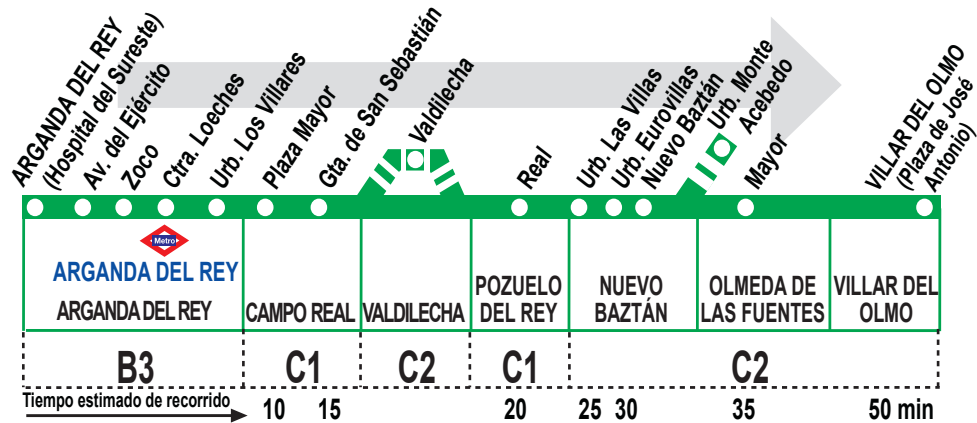 ARGANDA DEL REY
(Hospital del Sureste)
Av. del Ejército
Zoco
Ctra. Loeches
Urb. Los Villares
Plaza Mayor
Gta. de San Sebastián
Valdilecha
Real
Urb. Las Villas
Urb. Eurovillas
Nuevo Baztán
Urb. Monte
Acebedo
Mayor
VILLAR DEL OLMO
(Plaza de José
Antonio)
Metro
ARGANDA DEL REY
ARGANDA DEL REY
CAMPO REAL
VALDILECHA
POZUELO
DEL REY
NUEVO
BAZTÁN
OLMEDA DE
LAS FUENTES
VILLAR DEL
OLMO
B3
C1
C2
C1
C2
Tiempo estimado de recorrido
10
15
20
25
30
35
50 min